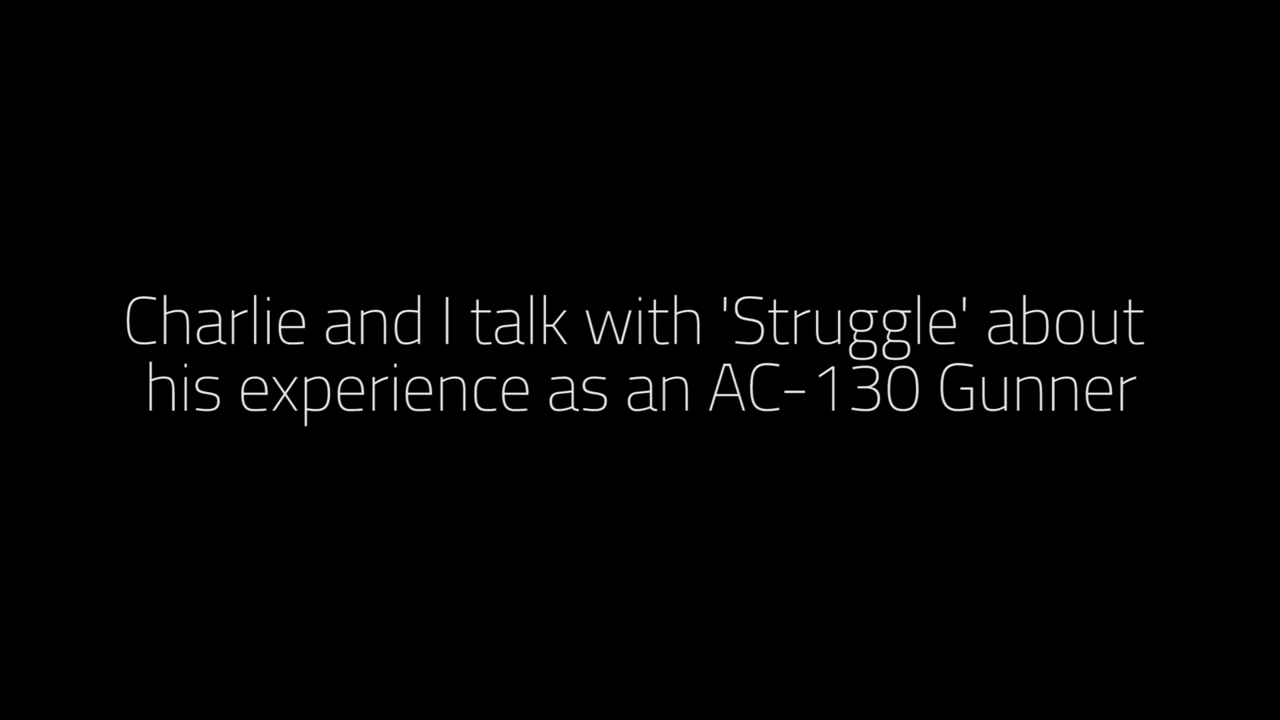 Charlie and I talk with 'Struggle' about
his experience as an AC-130 Gunner